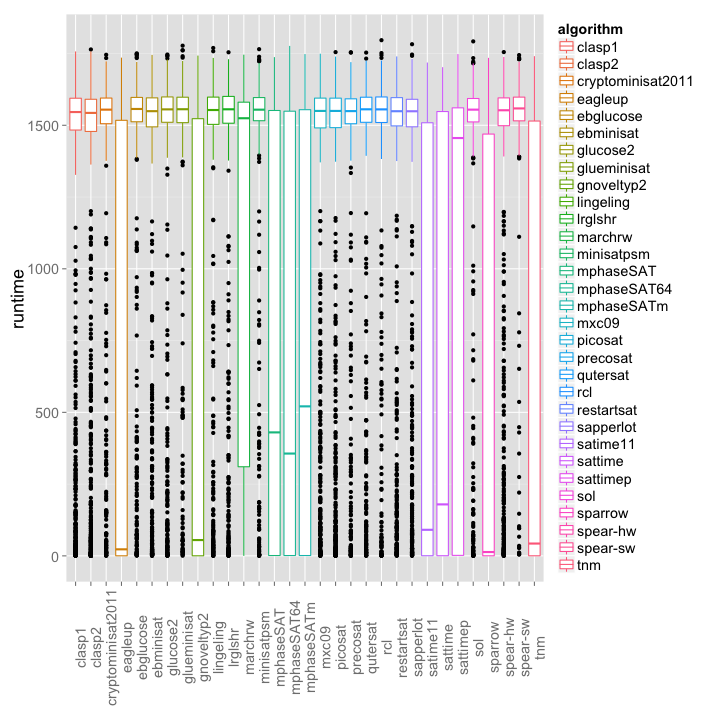 algorithm
clasp1
clasp2
cryptominisat2011
eagleup
ebglucose
ebminisat
glucose2
glueminisat
gnoveltyp2
lingeling
lrglshr
marchrw
minisatpsm
mphaseSAT
mphaseSAT64
mphaseSATm
mxc09
picosat
precosat
qutersat
rcl
restartsat
sapperlot
satime11
sattime
sattimep
sol
sparrow
spear-hw
spear-sw
tnm
runtime
1500
1000
500
0
clasp1
clasp2
cryptominisat2011
eagleup
ebglucose
ebminisat
glucose2
glueminisat
gnoveltyp2
lingeling
lrglshr
marchrw
minisatpsm
mphaseSAT
mphaseSAT64
mphaseSATm
mxc09
picosat
precosat
qutersat
rcl
restartsat
sapperlot
satime11
sattime
sattimep
sol
sparrow
spear-hw
spear-sw
tnm